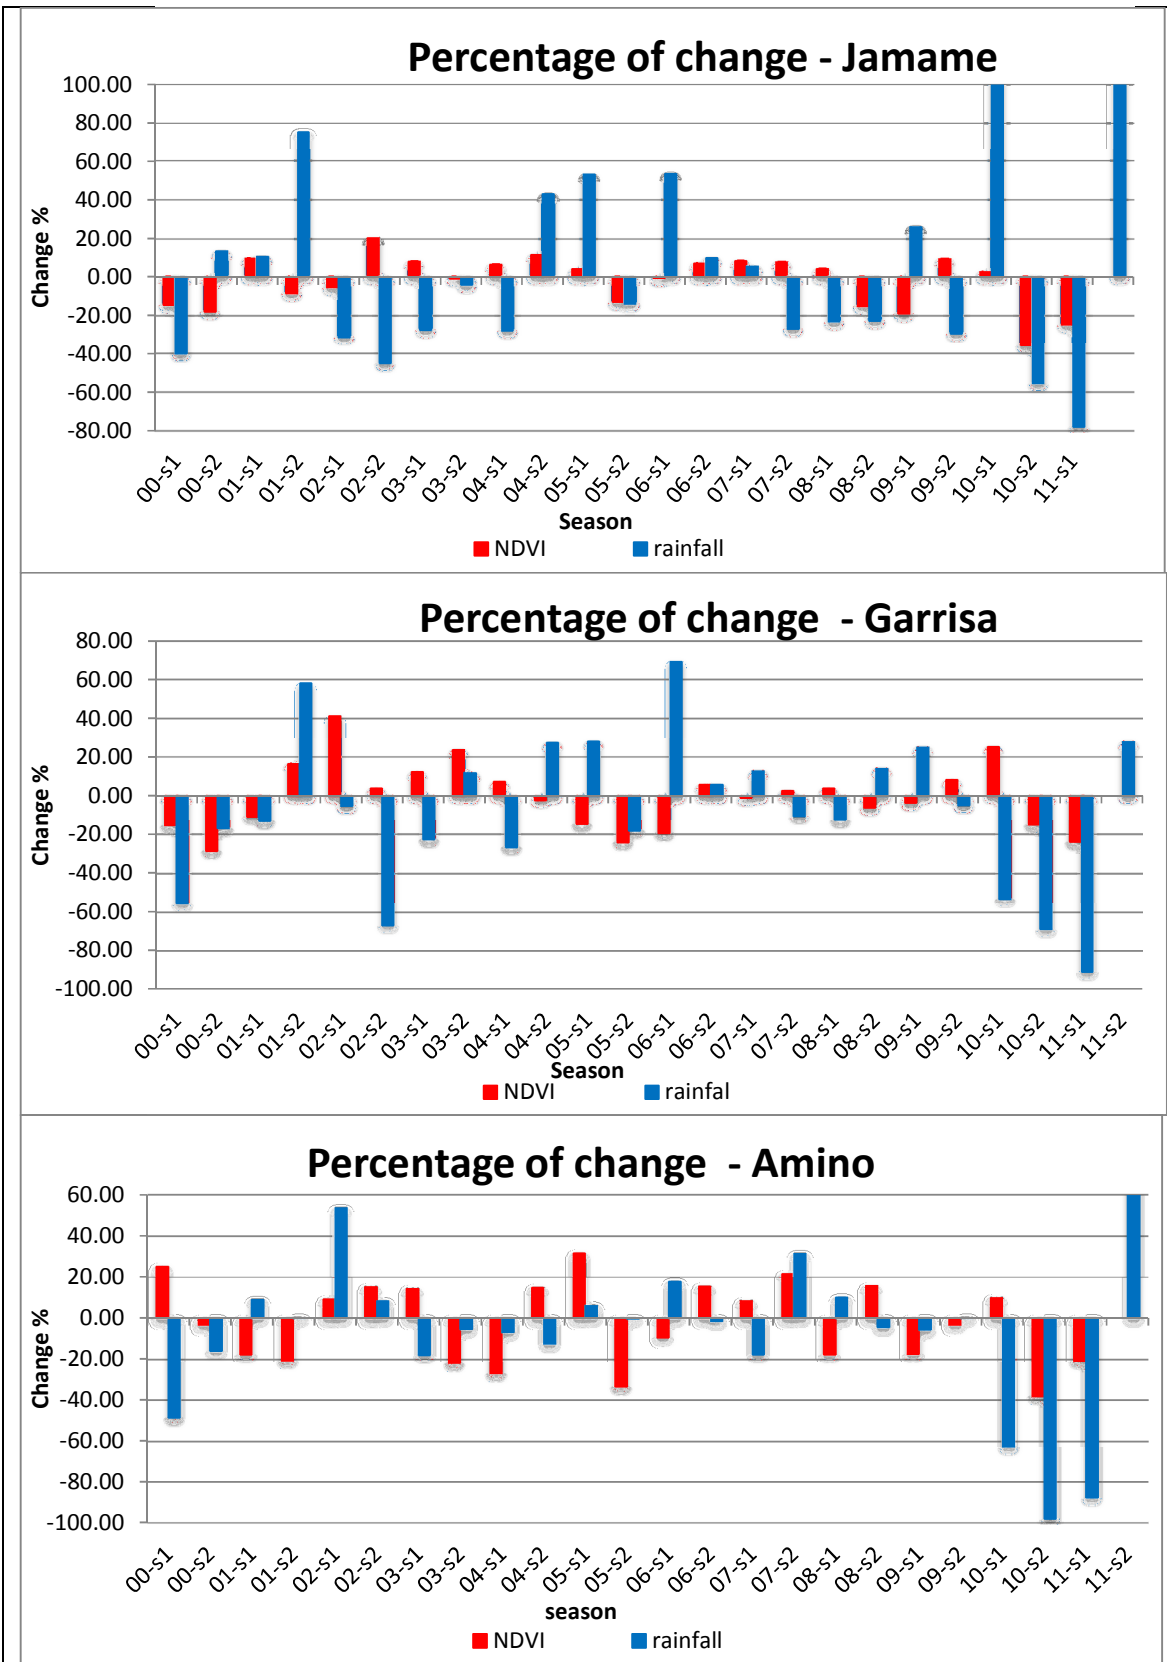 Percentage of change - Jamame
100.00
80.00
60.00
40.00
20.00
0.00
-20.00
-40.00
-60.00
-80.00
Change %
00-s1 00-s2 01-s1 01-s2 02-s1 02-s2 03-s1 03-s2 04-s1 04-s2 05-s1 05-s2 06-s1 06-s2 07-s1 07-s2 08-s1 08-s2 09-s1 09-s2 10-s1 10-s2 11-s1
Season
NDVI rainfall
Percentage of change - Garrisa
80.00
60.00
40.00
20.00
0.00
-20.00
-40.00
-60.00
-80.00
-100.00
Change %
00-s1 00-s2 01-s1 01-s2 02-s1 02-s2 03-s1 03-s2 04-s1 04-s2 05-s1 05-s2 06-s1 06-s2 07-s1 07-s2 08-s1 08-s2 09-s1 09-s2 10-s1 10-s2 11-s1 11-s2
Season
NDVI rainfal
Percentage of change - Amino
60.00
40.00
20.00
0.00
-20.00
-40.00
-60.00
-80.00
-100.00
Change %
00-s1 00-s2 01-s1 01-s2 02-s1 02-s2 03-s1 03-s2 04-s1 04-s2 05-s1 05-s2 06-s1 06-s2 07-s1 07-s2 08-s1 08-s2 09-s1 09-s2 10-s1 10-s2 11-s1 11-s2
season
NDVI rainfall